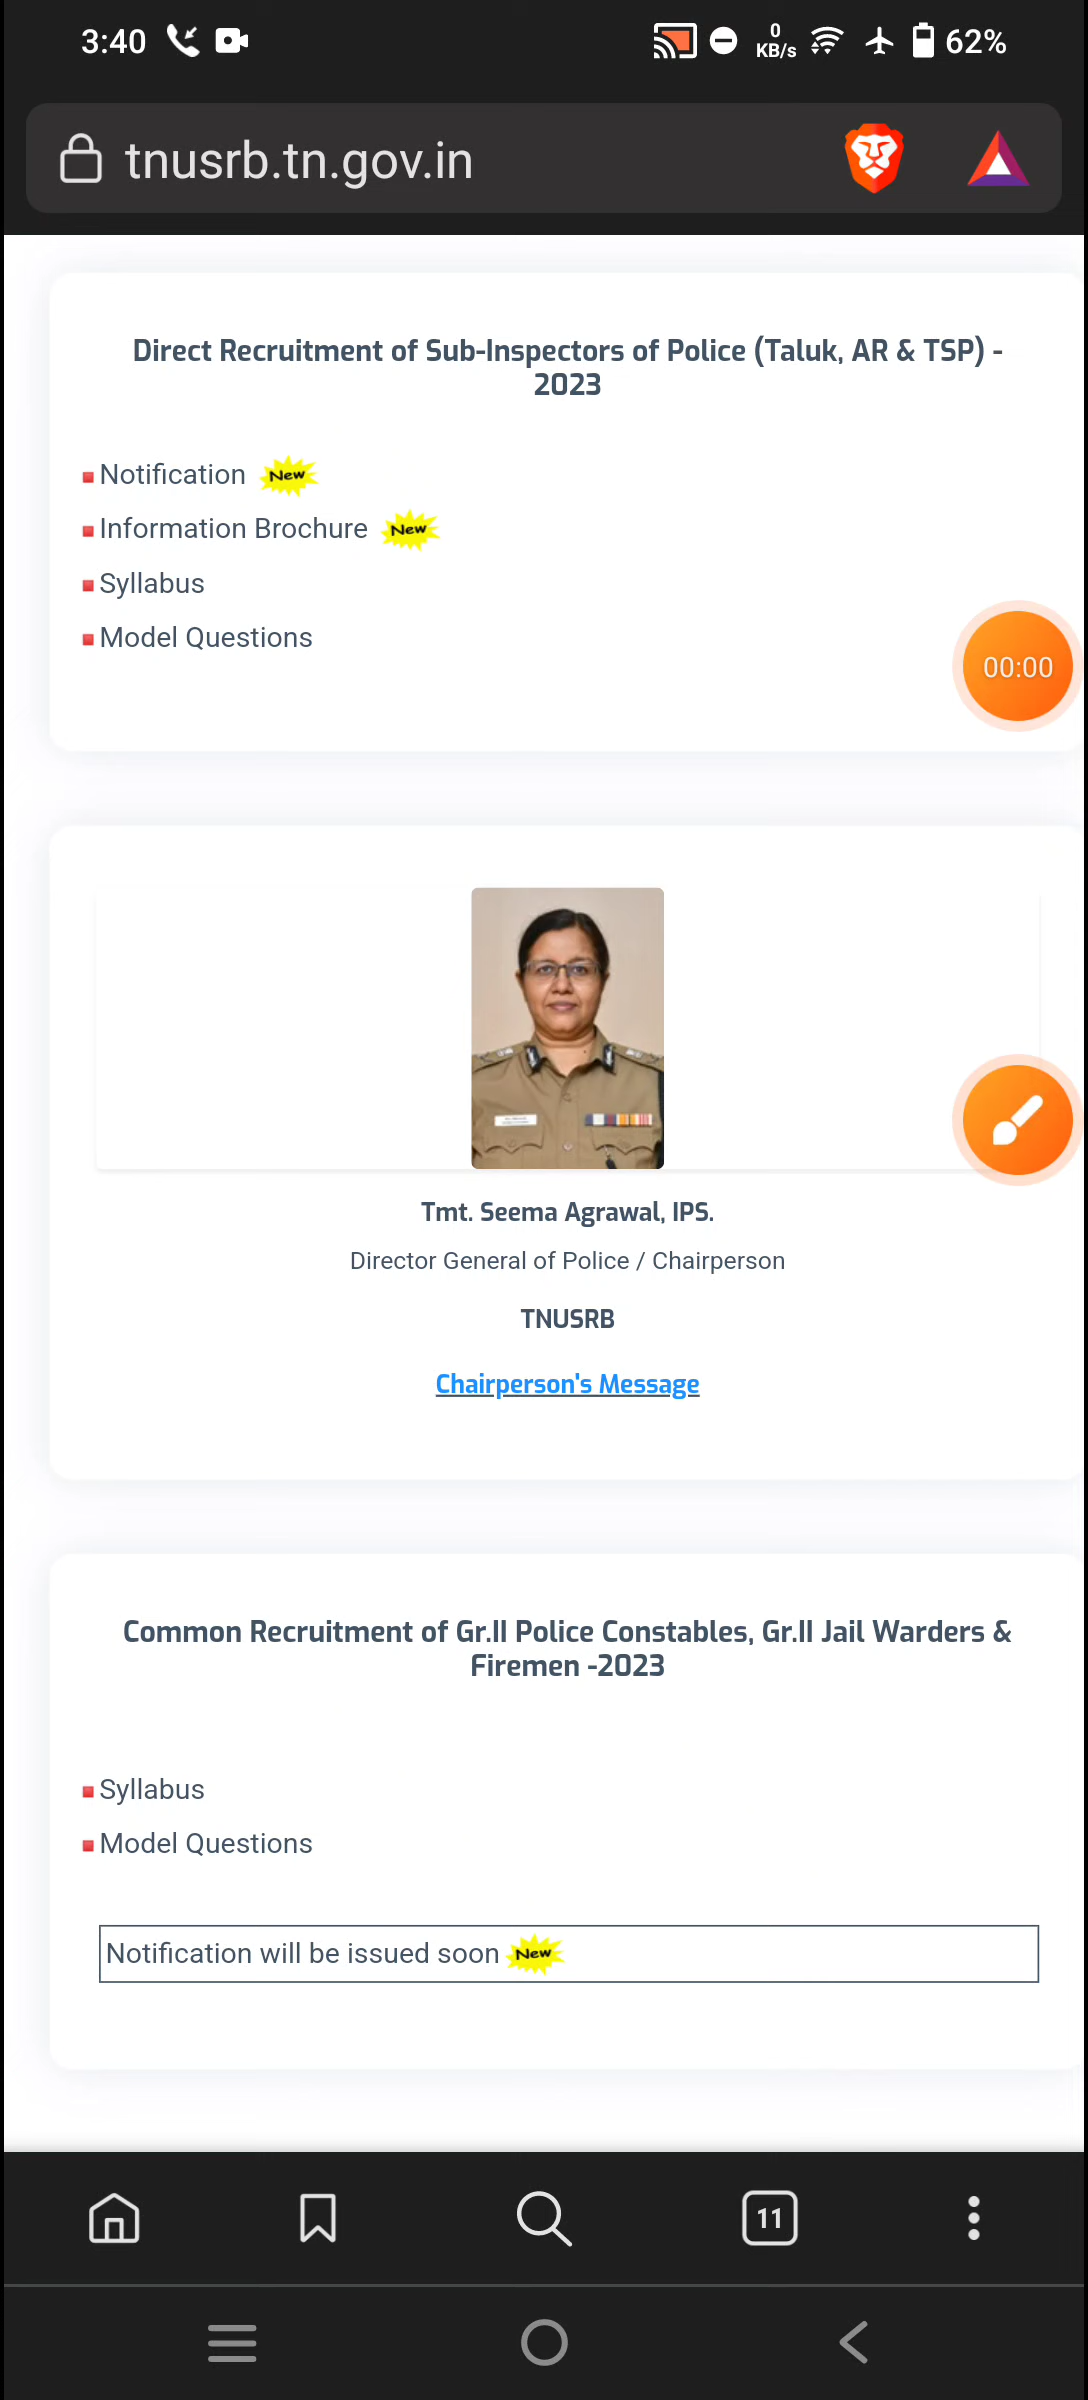 3:40
0
KB/s
62%
tnusrb.tn.gov.in
Direct Recruitment of Sub-Inspectors of Police (Taluk, AR & TSP) -
2023
Notification New
Information Brochure New
Syllabus
Model Questions
00:00
Tmt. Seema Agrawal, IPS.
Director General of Police / Chairperson
TNUSRB
Chairperson's Message
Common Recruitment of Gr.II Police Constables, Gr.II Jail Warders &
Firemen -2023
Syllabus
Model Questions
Notification will be issued soon New
11